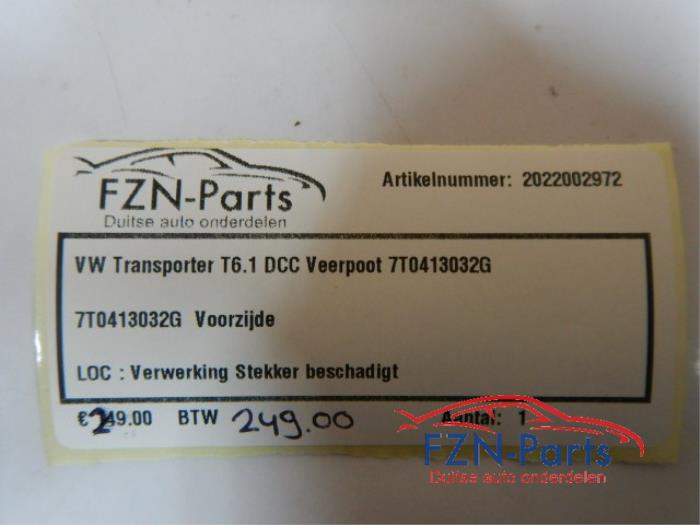 FZN-Parts
Duitse auto onderdelen
Artikelnummer: 2022002972
VW Transporter T6.1 DCC Veerpoot 7T0413032G
7T0413032G Voorzijde
LOC : Verwerking Stekker beschadigt
€ 249.00 BTW 249.00 Aantal: 1
FZN-Parts
Duitse auto onderdelen